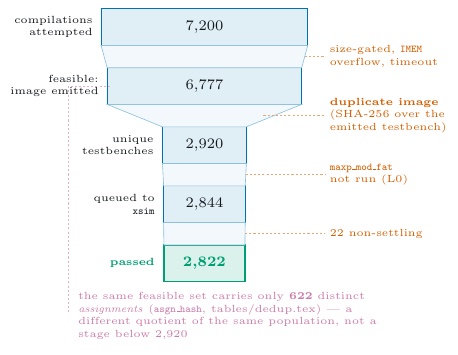 compilations
attempted
7,200
size-gated, IMEM
overflow, timeout
feasible:
image emitted
6,777
duplicate image
(SHA-256 over the
emitted testbench)
unique
testbenches
2,920
maxp_mod_fat
not run (L0)
queued to
xsim
2,844
22 non-settling
passed
2,822
the same feasible set carries only 622 distinct
assignments (asgn_hash, tables/dedup.tex) — a
different quotient of the same population, not a
stage below 2,920